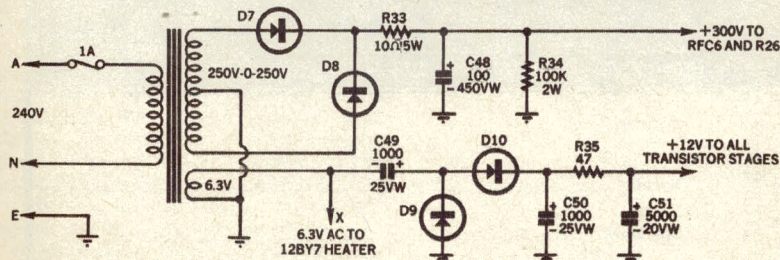 A
1A
240V
N
E
250V-0-250V
6.3V
D7
D8
R33
10Ω/5W
C48
100
450VW
R34
100K
2W
+300V TO
RFC6 AND R26
X
6.3V AC TO
12BY7 HEATER
C49
1000
25VW
D9
D10
R35
47
C50
1000
25VW
C51
5000
20VW
+12V TO ALL
TRANSISTOR STAGES